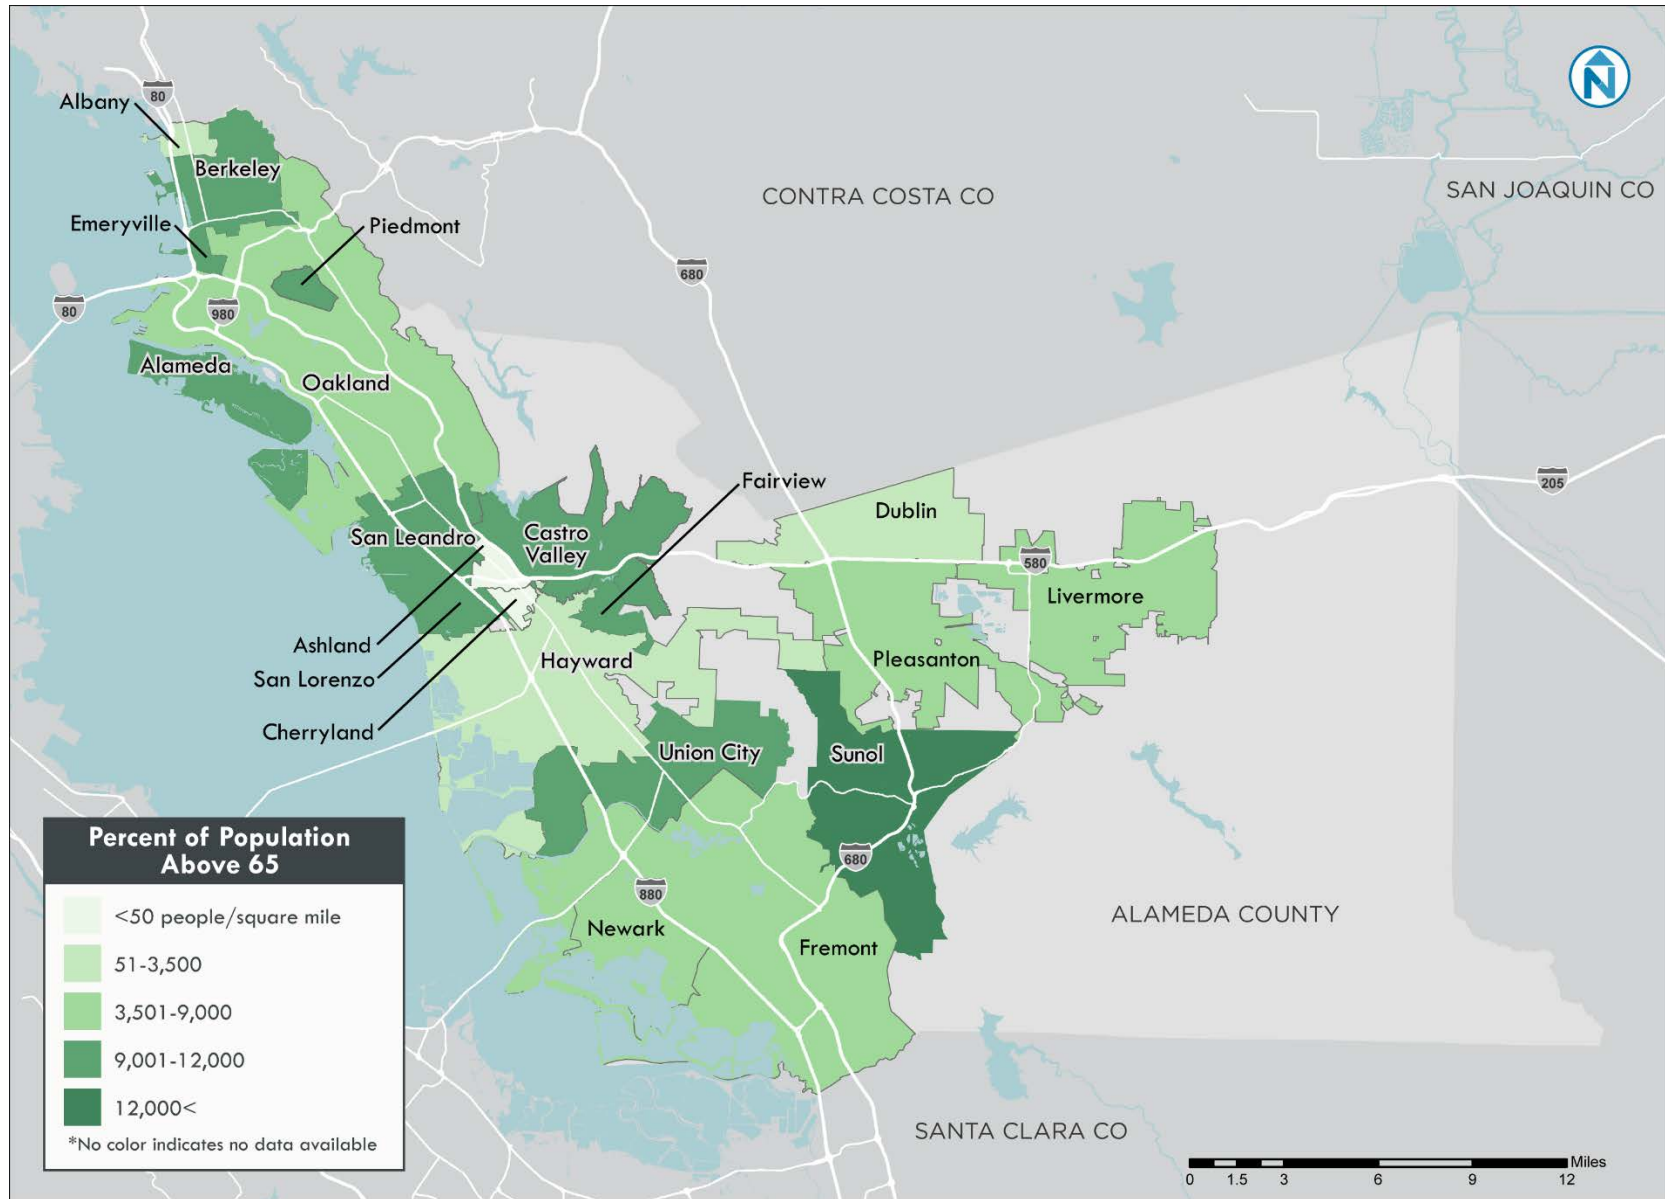 N
80
Albany
Berkeley
CONTRA COSTA CO
SAN JOAQUIN CO
Emeryville
Piedmont
680
80
980
Alameda
Oakland
Fairview
205
Dublin
San Leandro
Castro
Valley
580
Livermore
Ashland
Hayward
Pleasanton
San Lorenzo
Cherryland
Union City
Sunol
Percent of Population
Above 65
<50 people/square mile
51-3,500
3,501-9,000
9,001-12,000
12,000<
*No color indicates no data available
680
880
Newark
Fremont
ALAMEDA COUNTY
SANTA CLARA CO
Miles
0 1.5 3 6 9 12